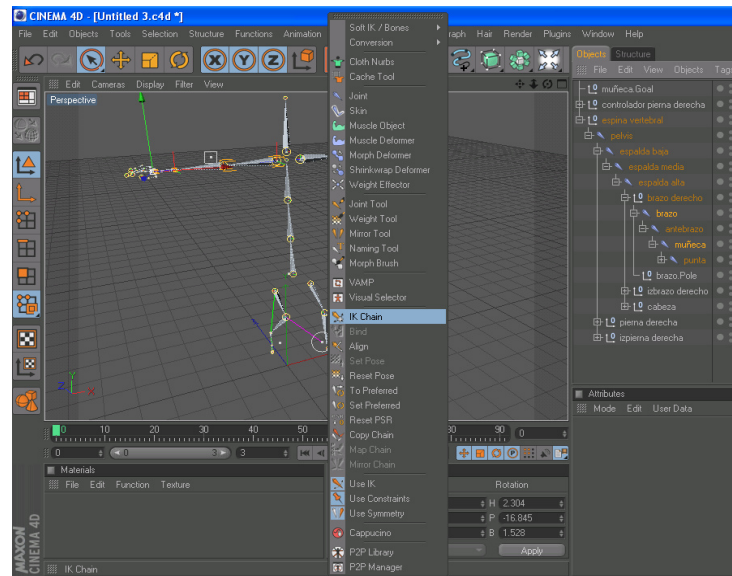 CINEMA 4D - [Untitled 3.c4d *]
File Edit Objects Tools Selection Structure Functions Animation Hair Render Plugins Window Help
Objects Structure
File Edit View Objects Tags
Edit Cameras Display Filter View
Perspective
Y
Z X
Soft IK / Bones
Conversion
Cloth Nurbs
Cache Tool
Joint
Skin
Muscle Object
Muscle Deformer
Morph Deformer
Shrinkwrap Deformer
Weight Effector
Joint Tool
Weight Tool
Mirror Tool
Naming Tool
Morph Brush
VAMP
Visual Selector
IK Chain
Bind
Align
Set Pose
Reset Pose
To Preferred
Set Preferred
Reset PSR
Copy Chain
Map Chain
Mirror Chain
Use IK
Use Constraints
Use Symmetry
Cappucino
P2P Library
P2P Manager
muñeca.Goal
controlador pierna derecha
espina vertebral
pelvis
espalda baja
espalda media
espalda alta
brazo derecho
brazo
antebrazo
muñeca
punta
brazo.Pole
izbrazo derecho
cabeza
pierna derecha
izpierna derecha
Attributes
Mode Edit User Data
0 10 20 30 40 50 80 90 0
0 0 3 3
Materials
File Edit Function Texture
Rotation
H 2.304
P -16.845
B 1.528
Apply
MAXON
CINEMA 4D
IK Chain